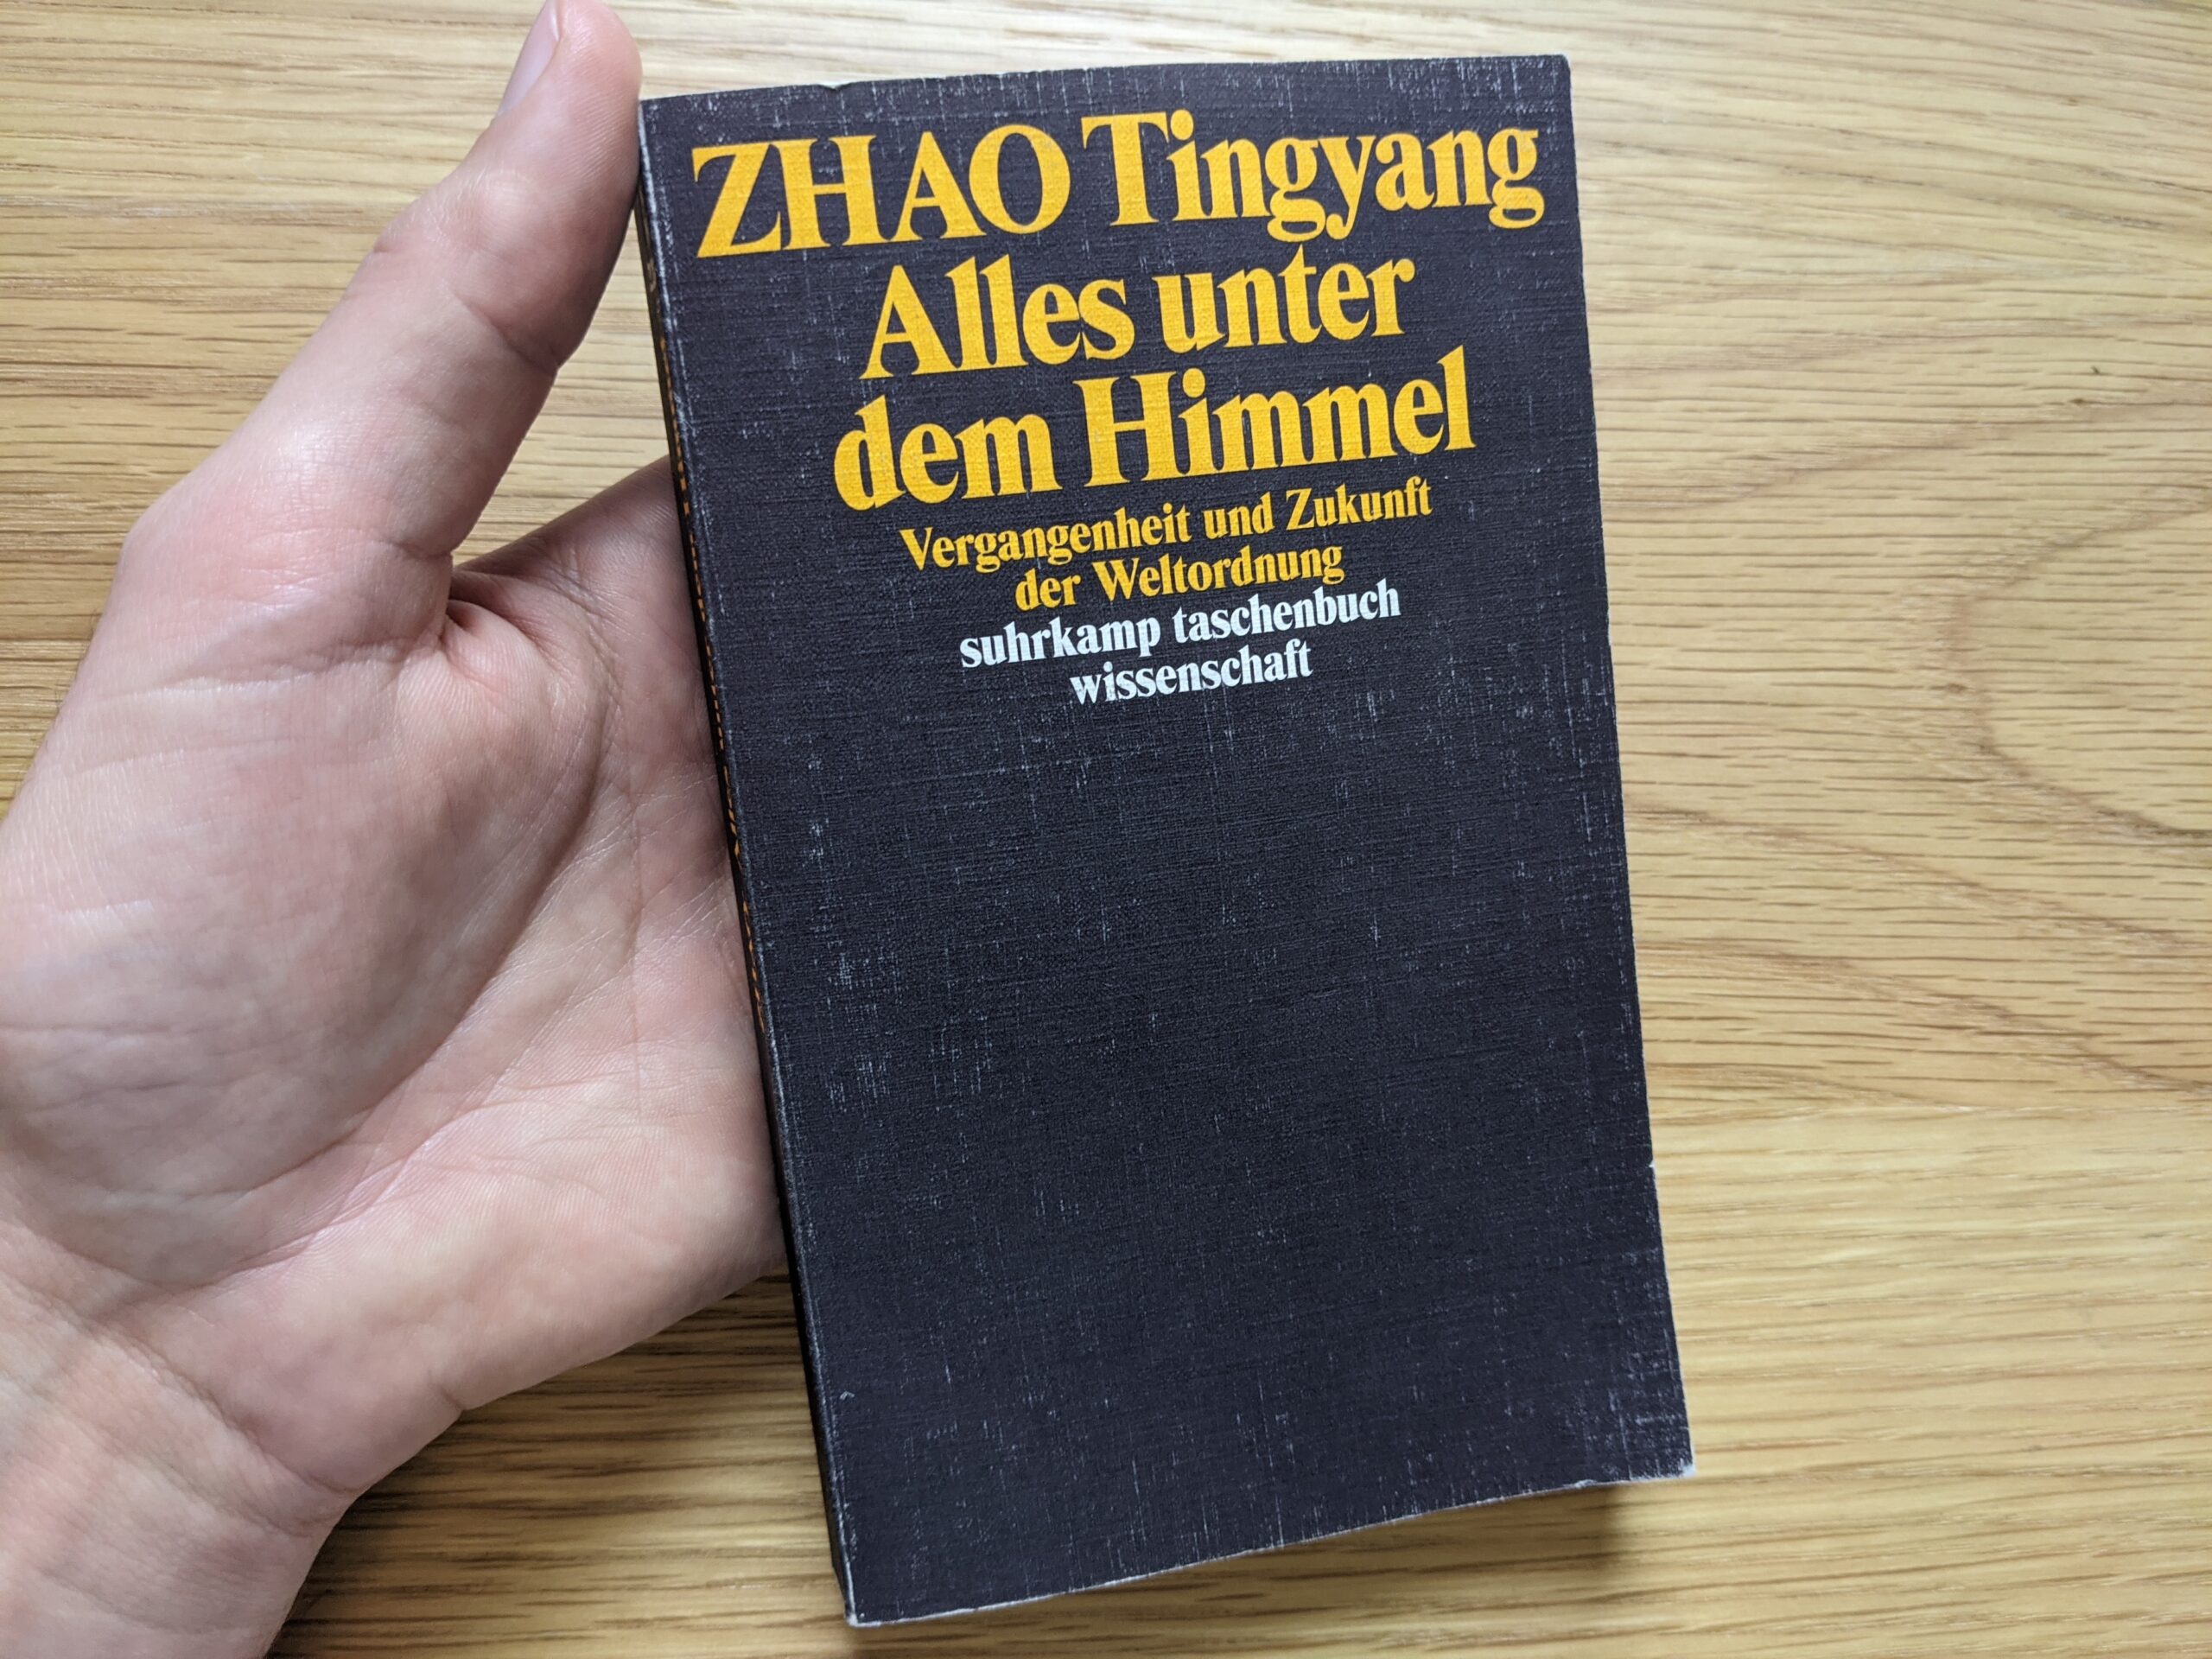 ZHAO Tingyang
Alles unter
dem Himmel
Vergangenheit und Zukunft
der Weltordnung
suhrkamp taschenbuch
wissenschaft